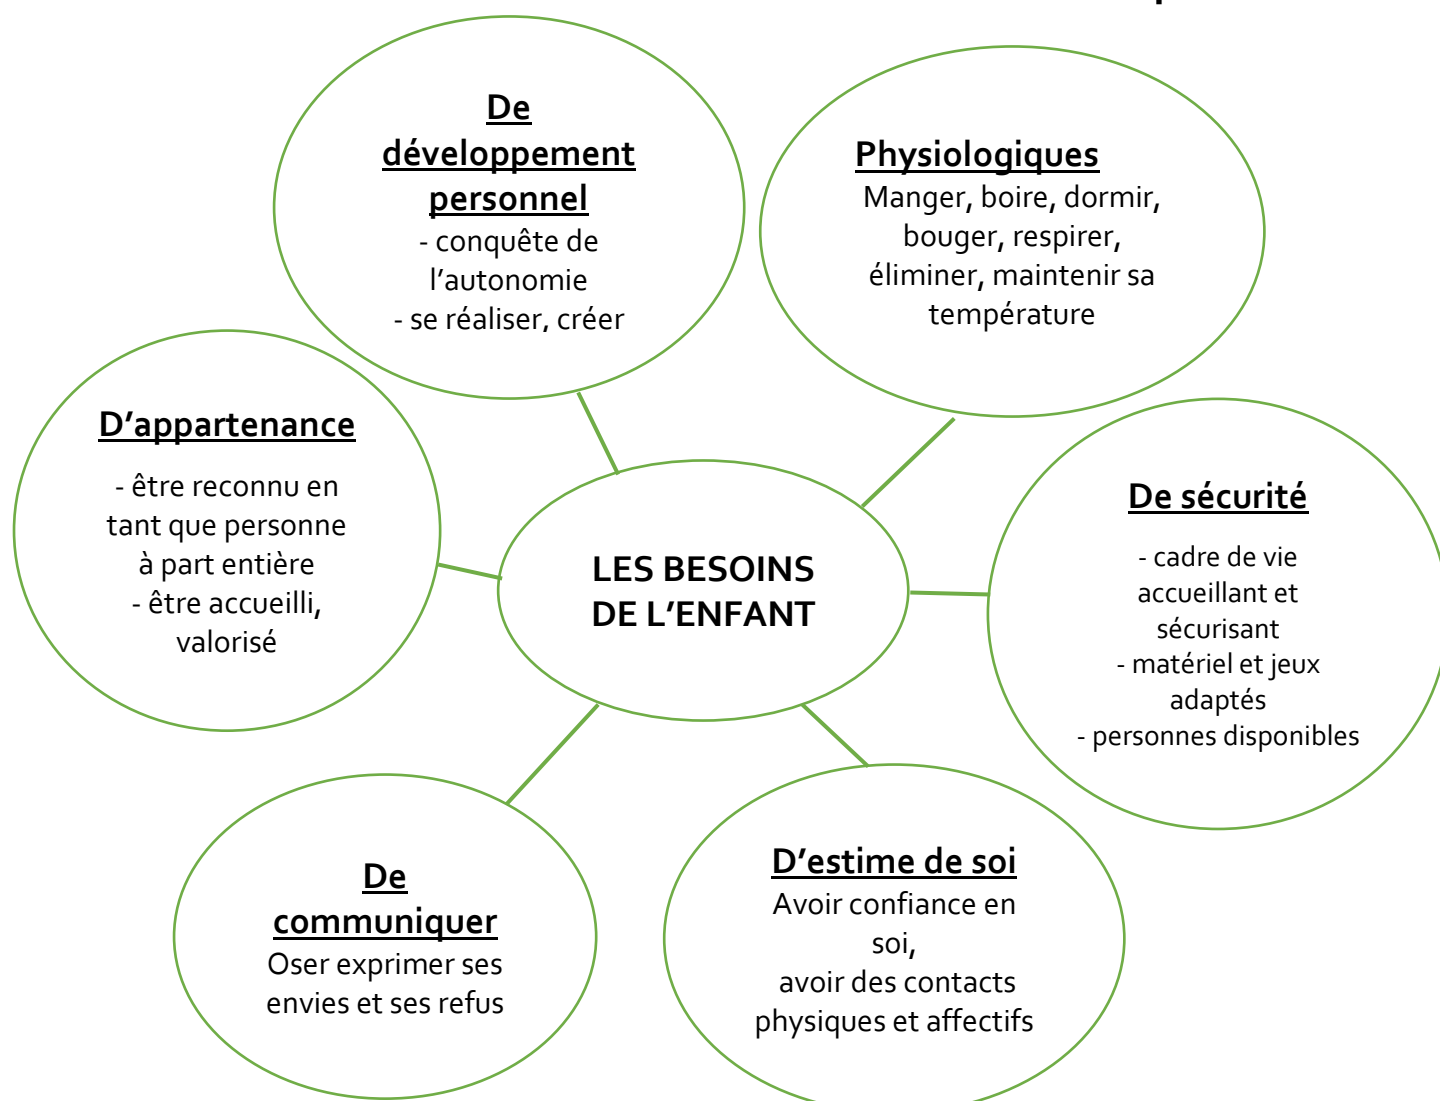 De
développement
personnel
- conquête de
l'autonomie
- se réaliser, créer
Physiologiques
Manger, boire, dormir,
bouger, respirer,
éliminer, maintenir sa
température
D'appartenance
- être reconnu en
tant que personne
à part entière
- être accueilli,
valorisé
LES BESOINS
DE L'ENFANT
De sécurité
- cadre de vie
accueillant et
sécurisant
- matériel et jeux
adaptés
- personnes disponibles
De
communiquer
Oser exprimer ses
envies et ses refus
D'estime de soi
Avoir confiance en
soi,
avoir des contacts
physiques et affectifs